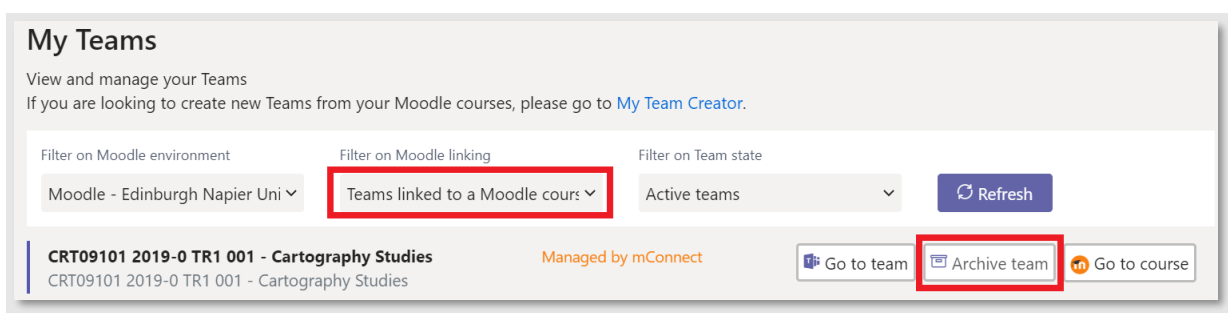 My Teams
View and manage your Teams
If you are looking to create new Teams from your Moodle courses, please go to My Team Creator.
Filter on Moodle environment Filter on Moodle linking Filter on Team state
Moodle - Edinburgh Napier Uni Teams linked to a Moodle cours Active teams Refresh
CRT09101 2019-0 TR1 001 - Cartography Studies Managed by mConnect Go to team Archive team Go to course
CRT09101 2019-0 TR1 001 - Cartography Studies